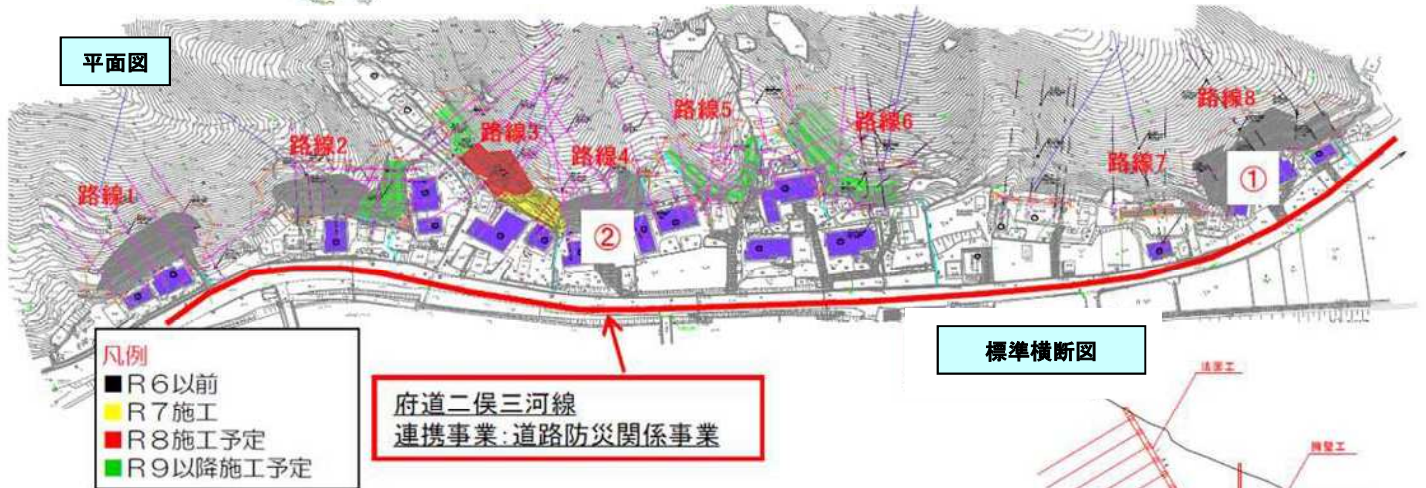 平面図
路線1
路線2
路線3
路線4
路線5
路線6
路線7
路線8
①
②
凡例
■R6以前
■R7施工
■R8施工予定
■R9以降施工予定
府道二俣三河線
連携事業:道路防災関係事業
標準横断図
法面工
擁壁工